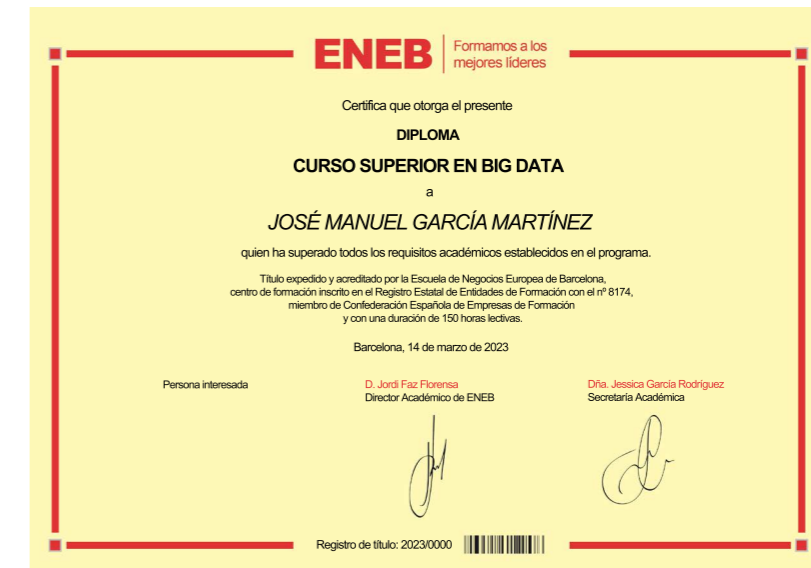 ENEB
Formamos a los
mejores líderes
Certifica que otorga el presente
DIPLOMA
CURSO SUPERIOR EN BIG DATA
a
JOSÉ MANUEL GARCÍA MARTÍNEZ
quien ha superado todos los requisitos académicos establecidos en el programa.
Título expedido y acreditado por la Escuela de Negocios Europea de Barcelona,
centro de formación inscrito en el Registro Estatal de Entidades de Formación con el nº 8174,
miembro de Confederación Española de Empresas de Formación
y con una duración de 150 horas lectivas.
Barcelona, 14 de marzo de 2023
Persona interesada
D. Jordi Faz Florensa
Director Académico de ENEB
Dña. Jessica García Rodríguez
Secretaría Académica
Registro de título: 2023/0000